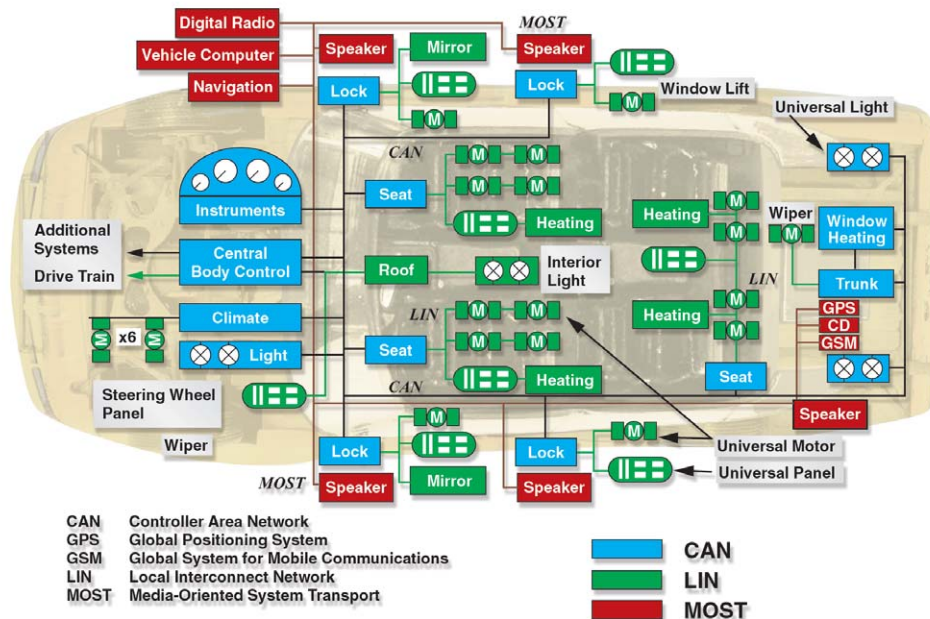 Digital Radio
MOST
Speaker
Mirror
Speaker
Vehicle Computer
Navigation
Lock
Lock
M
Window Lift
M
Universal Light
CAN
M
M
Seat
M
M
Instruments
Heating
Heating
M
Wiper
M
M
Window
Heating
Additional
Systems
Central
Body Control
Drive Train
Roof
Interior
Light
LIN
Trunk
LIN
M
M
M
GPS
Climate
Heating
CD
M
x6
M
M
GSM
Light
Seat
M
M
Heating
Seat
Steering Wheel
Panel
CAN
Speaker
Wiper
M
M
Universal Motor
Lock
Lock
Universal Panel
MOST
Speaker
Mirror
Speaker
CAN Controller Area Network
GPS Global Positioning System
GSM Global System for Mobile Communications
LIN Local Interconnect Network
MOST Media-Oriented System Transport
CAN
LIN
MOST